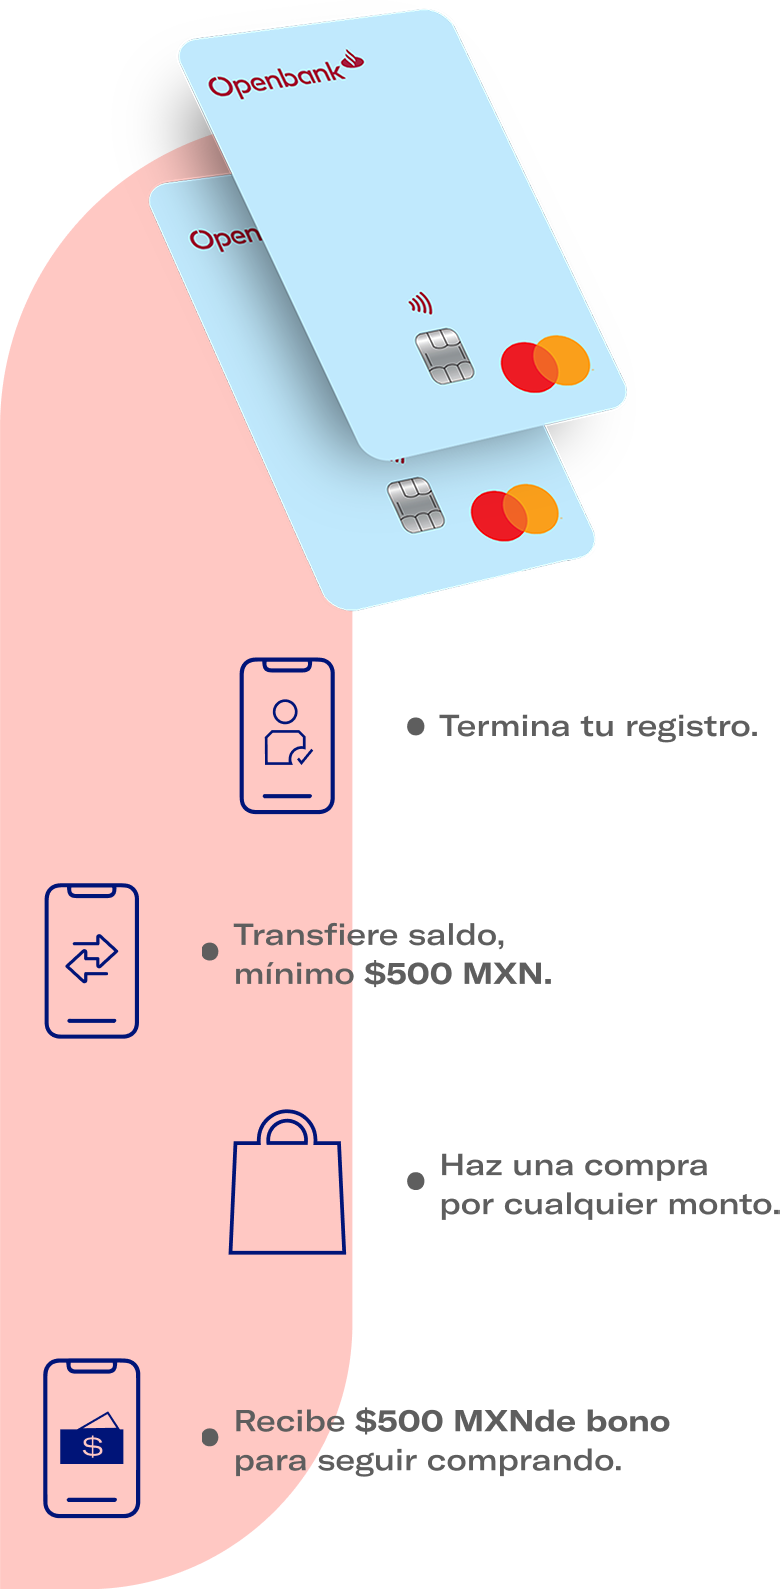 Openbank
Open
• Termina tu registro.
• Transfiere saldo,
mínimo $500 MXN.
• Haz una compra
por cualquier monto.
$
• Recibe $500 MXNde bono
para seguir comprando.